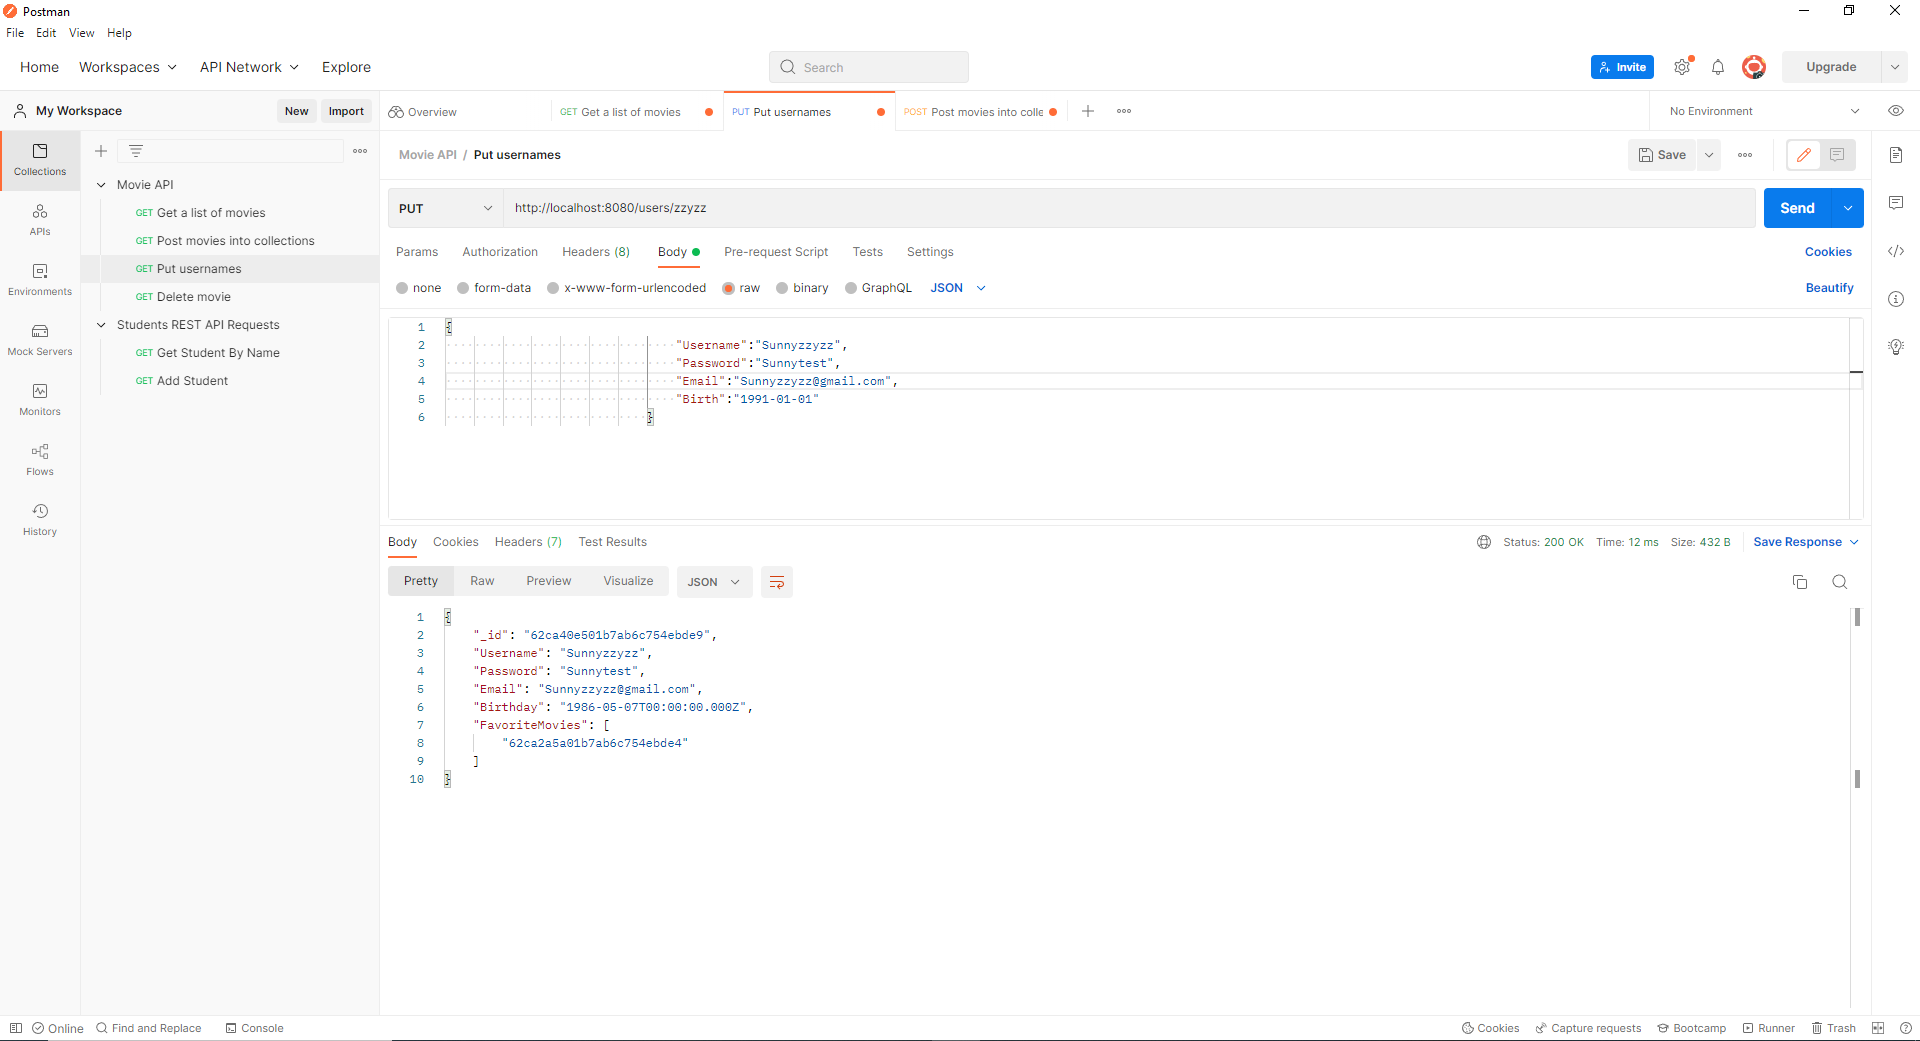 Postman
File Edit View Help
Home Workspaces API Network Explore Search Invite Upgrade
My Workspace New Import Overview GET Get a list of movies PUT Put usernames POST Post movies into colle No Environment
Collections
APIs
Environments
Mock Servers
Monitors
Flows
History
Movie API
GET Get a list of movies
GET Post movies into collections
GET Put usernames
GET Delete movie
Students REST API Requests
GET Get Student By Name
GET Add Student
Movie API / Put usernames Save
PUT http://localhost:8080/users/zzyzz Send
Params Authorization Headers (8) Body Pre-request Script Tests Settings Cookies
none form-data x-www-form-urlencoded raw binary GraphQL JSON Beautify
1 {
2 "Username":"Sunnyzzyzz",
3 "Password":"Sunnytest",
4 "Email":"Sunnyzzyzz@gmail.com",
5 "Birth":"1991-01-01"
6 }
Body Cookies Headers (7) Test Results Status: 200 OK Time: 12 ms Size: 432 B Save Response
Pretty Raw Preview Visualize JSON
1 {
2 "_id": "62ca40e501b7ab6c754ebde9",
3 "Username": "Sunnyzzyzz",
4 "Password": "Sunnytest",
5 "Email": "Sunnyzzyzz@gmail.com",
6 "Birthday": "1986-05-07T00:00:00.000Z",
7 "FavoriteMovies": [
8 "62ca2a5a01b7ab6c754ebde4"
9 ]
10 }
Online Find and Replace Console Cookies Capture requests Bootcamp Runner Trash